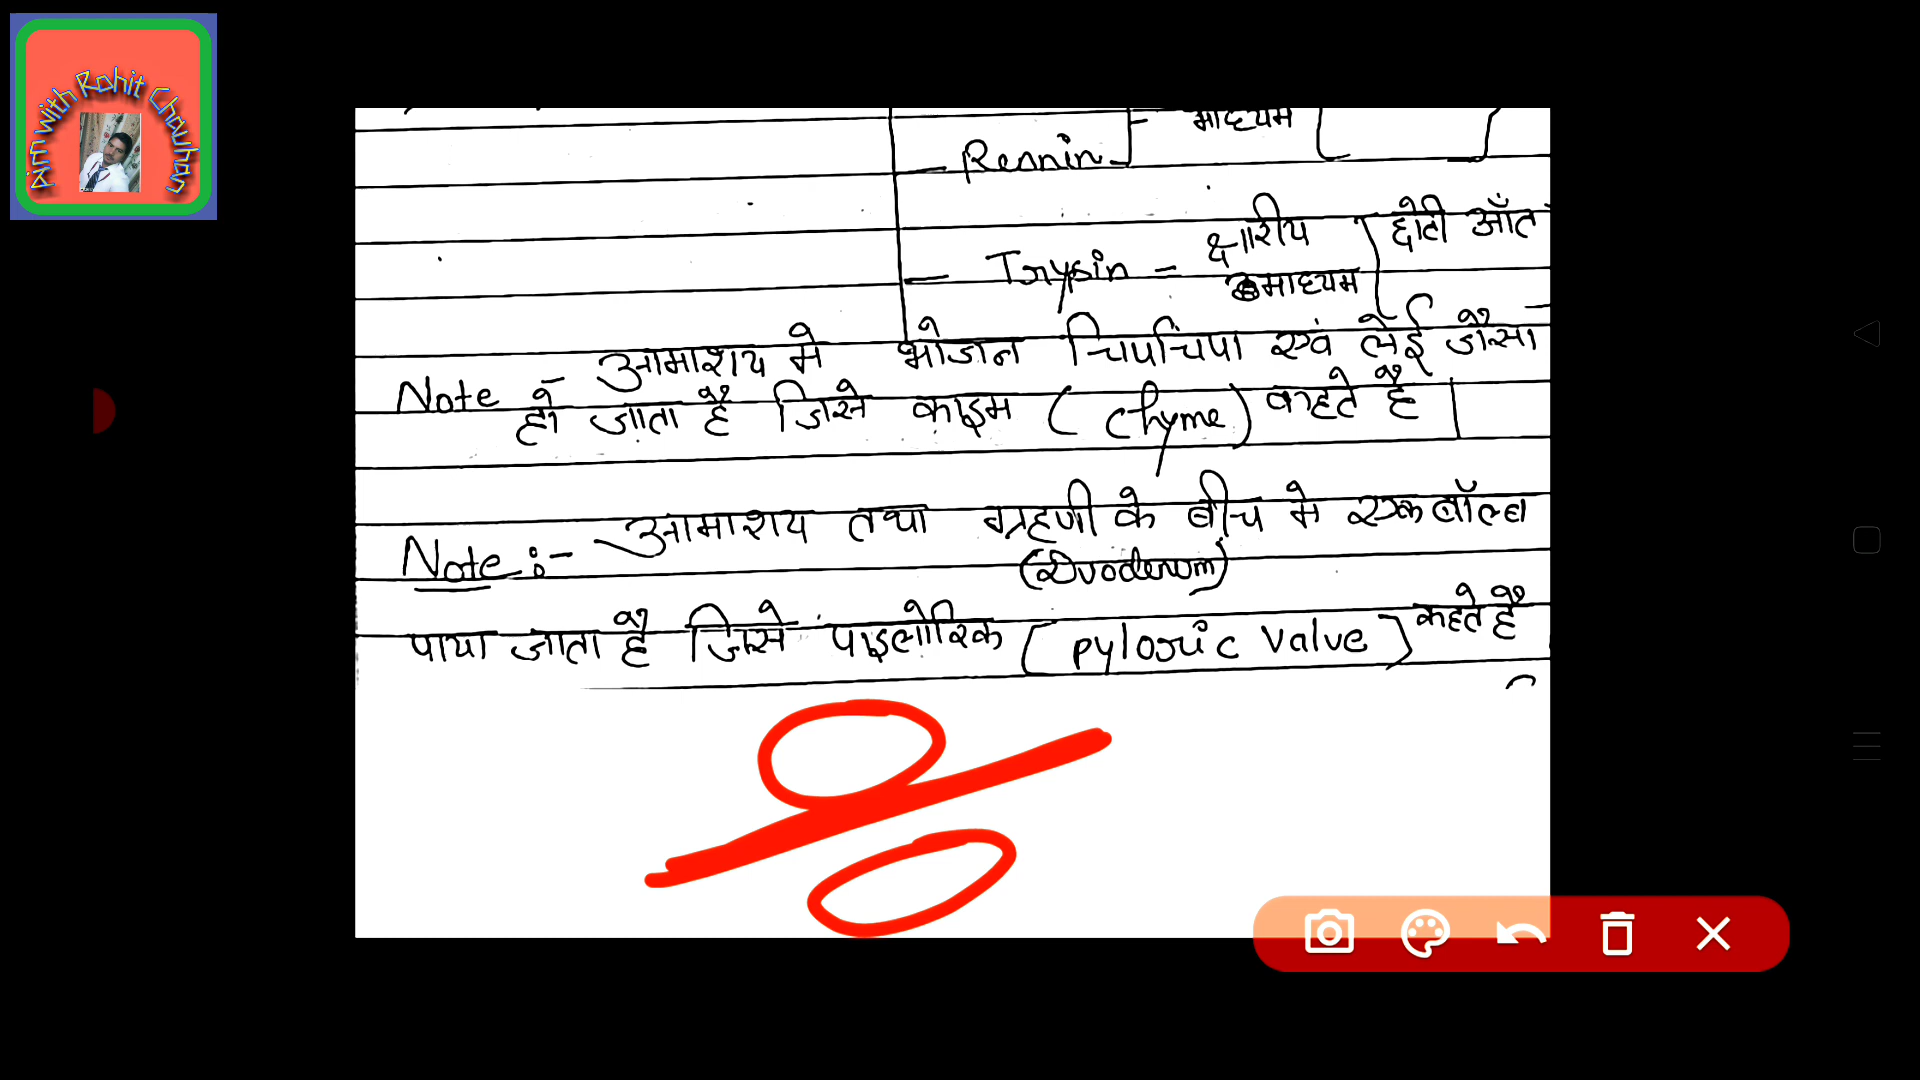 Aim with Rohit Chauhan
माध्यम
- Rennin -
- Trypsin = क्षारीय माध्यम छोटी आँत
Note - आमाशय मे भोजन चिपचिपा एवं लेई जैसा
हो जाता है जिसे काइम (chyme) कहते है |
Note :- आमाशय तथा ग्रहणी के बीच मे एक बॉल्ब
(Duodenum)
पाया जाता है जिसे पाइलोरिक (pyloric valve) कहते है